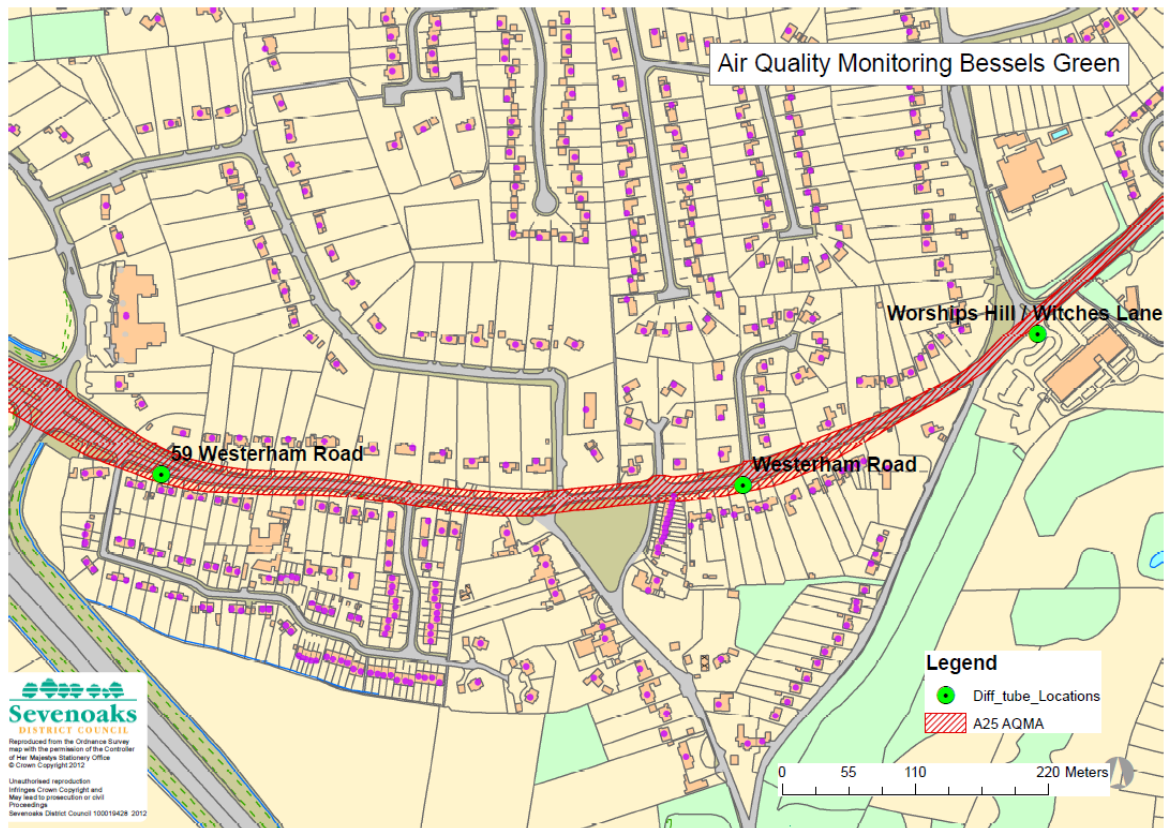 Air Quality Monitoring Bessels Green
Worships Hill / Witches Lane
59 Westerham Road
Westerham Road
Legend
Diff_tube_Locations
A25 AQMA
0 55 110 220 Meters
Sevenoaks
DISTRICT COUNCIL
Reproduced from the Ordnance Survey
map with the permission of the Controller
of Her Majestys Stationery Office
© Crown Copyright 2012
Unauthorised reproduction
infringes Crown Copyright and
May lead to prosecution or civil
Proceedings
Sevenoaks District Council 100019428 2012